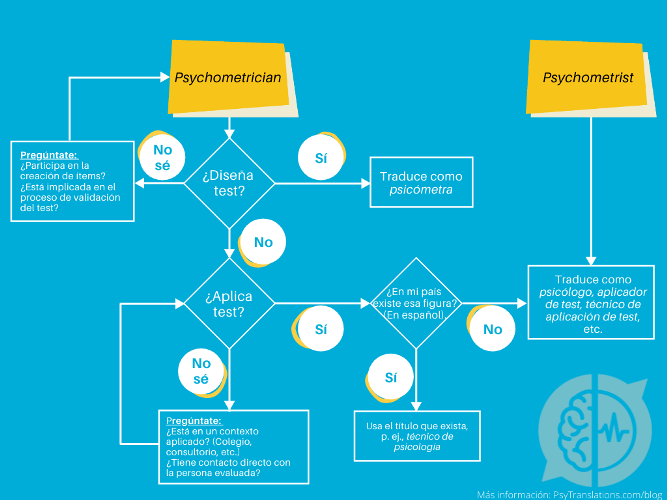 Psychometrician
Psychometrist
Pregúntate:
¿Participa en la
creación de ítems?
¿Está implicada en el
proceso de validación
del test?
No
sé
¿Diseña
test?
Sí
Traduce como
psicómetra
No
¿Aplica
test?
Sí
¿En mi país
existe esa figura?
(En español)
No
Traduce como
psicólogo, aplicador
de test, técnico de
aplicación de test,
etc.
No
sé
Sí
Pregúntate:
¿Está en un contexto
aplicado? (Colegio,
consultorio, etc.)
¿Tiene contacto directo con
la persona evaluada?
Usa el título que exista,
p. ej., técnico de
psicología
Más información: PsyTranslations.com/blog